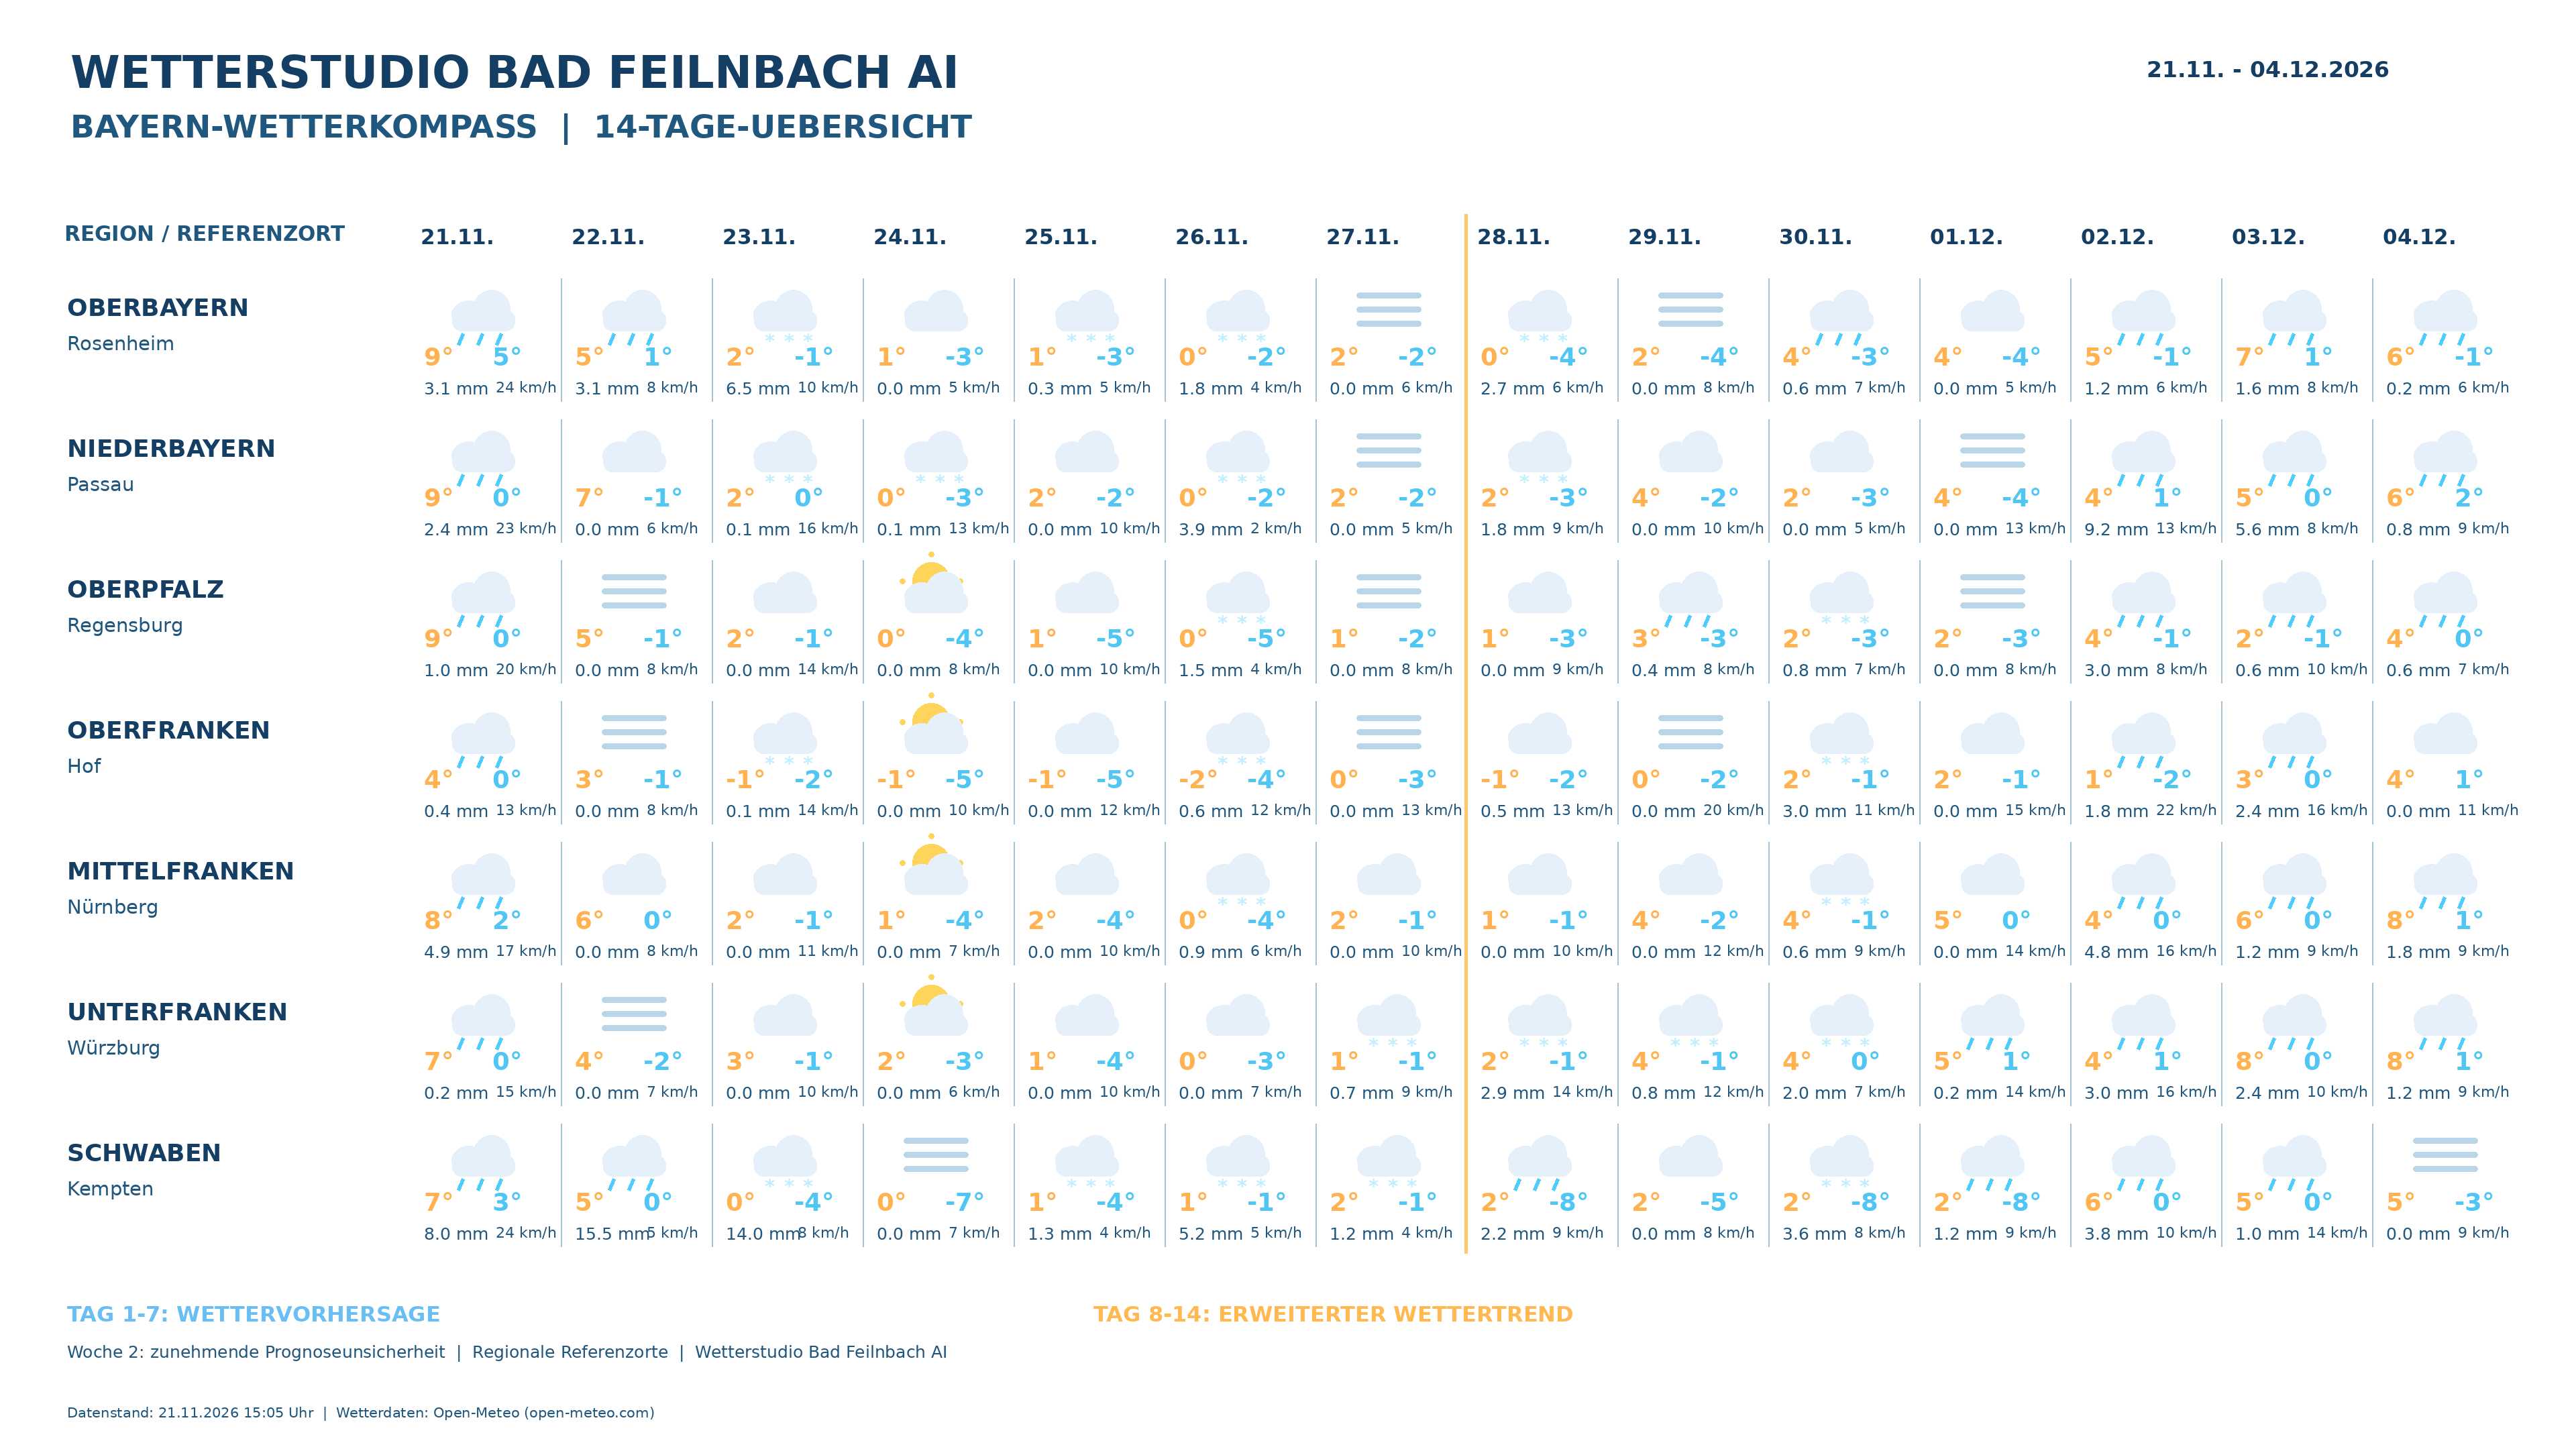 WETTERSTUDIO BAD FEILNBACH AI
21.11. - 04.12.2026
BAYERN-WETTERKOMPASS | 14-TAGE-UEBERSICHT
REGION / REFERENZORT 21.11. 22.11. 23.11. 24.11. 25.11. 26.11. 27.11. 28.11. 29.11. 30.11. 01.12. 02.12. 03.12. 04.12.
OBERBAYERN
Rosenheim
9° 5° 5° 1° 2° -1° 1° -3° 1° -3° 0° -2° 2° -2° 0° -4° 2° -4° 4° -3° 4° -4° 5° -1° 7° 1° 6° -1°
3.1 mm 24 km/h 3.1 mm 8 km/h 6.5 mm 10 km/h 0.0 mm 5 km/h 0.3 mm 5 km/h 1.8 mm 4 km/h 0.0 mm 6 km/h 2.7 mm 6 km/h 0.0 mm 8 km/h 0.6 mm 7 km/h 0.0 mm 5 km/h 1.2 mm 6 km/h 1.6 mm 8 km/h 0.2 mm 6 km/h
NIEDERBAYERN
Passau
9° 0° 7° -1° 2° 0° 0° -3° 2° -2° 0° -2° 2° -2° 2° -3° 4° -2° 2° -3° 4° -4° 4° 1° 5° 0° 6° 2°
2.4 mm 23 km/h 0.0 mm 6 km/h 0.1 mm 16 km/h 0.1 mm 13 km/h 0.0 mm 10 km/h 3.9 mm 2 km/h 0.0 mm 5 km/h 1.8 mm 9 km/h 0.0 mm 10 km/h 0.0 mm 5 km/h 0.0 mm 13 km/h 9.2 mm 13 km/h 5.6 mm 8 km/h 0.8 mm 9 km/h
OBERPFALZ
Regensburg
9° 0° 5° -1° 2° -1° 0° -4° 1° -5° 0° -5° 1° -2° 1° -3° 3° -3° 2° -3° 2° -3° 4° -1° 2° -1° 4° 0°
1.0 mm 20 km/h 0.0 mm 8 km/h 0.0 mm 14 km/h 0.0 mm 8 km/h 0.0 mm 10 km/h 1.5 mm 4 km/h 0.0 mm 8 km/h 0.0 mm 9 km/h 0.4 mm 8 km/h 0.8 mm 7 km/h 0.0 mm 8 km/h 3.0 mm 8 km/h 0.6 mm 10 km/h 0.6 mm 7 km/h
OBERFRANKEN
Hof
4° 0° 3° -1° -1° -2° -1° -5° -1° -5° -2° -4° 0° -3° -1° -2° 0° -2° 2° -1° 2° -1° 1° -2° 3° 0° 4° 1°
0.4 mm 13 km/h 0.0 mm 8 km/h 0.1 mm 14 km/h 0.0 mm 10 km/h 0.0 mm 12 km/h 0.6 mm 12 km/h 0.0 mm 13 km/h 0.5 mm 13 km/h 0.0 mm 20 km/h 3.0 mm 11 km/h 0.0 mm 15 km/h 1.8 mm 22 km/h 2.4 mm 16 km/h 0.0 mm 11 km/h
MITTELFRANKEN
Nürnberg
8° 2° 6° 0° 2° -1° 1° -4° 2° -4° 0° -4° 2° -1° 1° -1° 4° -2° 4° -1° 5° 0° 4° 0° 6° 0° 8° 1°
4.9 mm 17 km/h 0.0 mm 8 km/h 0.0 mm 11 km/h 0.0 mm 7 km/h 0.0 mm 10 km/h 0.9 mm 6 km/h 0.0 mm 10 km/h 0.0 mm 10 km/h 0.0 mm 12 km/h 0.6 mm 9 km/h 0.0 mm 14 km/h 4.8 mm 16 km/h 1.2 mm 9 km/h 1.8 mm 9 km/h
UNTERFRANKEN
Würzburg
7° 0° 4° -2° 3° -1° 2° -3° 1° -4° 0° -3° 1° -1° 2° -1° 4° -1° 4° 0° 5° 1° 4° 1° 8° 0° 8° 1°
0.2 mm 15 km/h 0.0 mm 7 km/h 0.0 mm 10 km/h 0.0 mm 6 km/h 0.0 mm 10 km/h 0.0 mm 7 km/h 0.7 mm 9 km/h 2.9 mm 14 km/h 0.8 mm 12 km/h 2.0 mm 7 km/h 0.2 mm 14 km/h 3.0 mm 16 km/h 2.4 mm 10 km/h 1.2 mm 9 km/h
SCHWABEN
Kempten
7° 3° 5° 0° 0° -4° 0° -7° 1° -4° 1° -1° 2° -1° 2° -8° 2° -5° 2° -8° 2° -8° 6° 0° 5° 0° 5° -3°
8.0 mm 24 km/h 15.5 mm 5 km/h 14.0 mm 8 km/h 0.0 mm 7 km/h 1.3 mm 4 km/h 5.2 mm 5 km/h 1.2 mm 4 km/h 2.2 mm 9 km/h 0.0 mm 8 km/h 3.6 mm 8 km/h 1.2 mm 9 km/h 3.8 mm 10 km/h 1.0 mm 14 km/h 0.0 mm 9 km/h
TAG 1-7: WETTERVORHERSAGE
TAG 8-14: ERWEITERTER WETTERTREND
Woche 2: zunehmende Prognoseunsicherheit | Regionale Referenzorte | Wetterstudio Bad Feilnbach AI
Datenstand: 21.11.2026 15:05 Uhr | Wetterdaten: Open-Meteo (open-meteo.com)